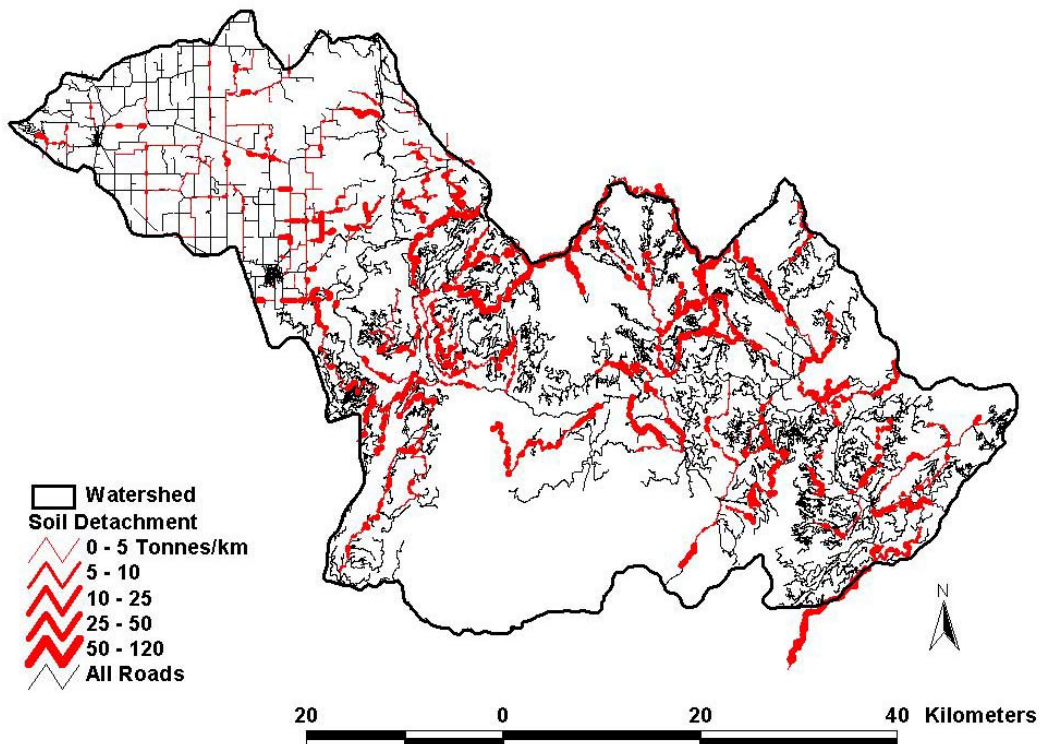 Watershed
Soil Detachment
0 - 5 Tonnes/km
5 - 10
10 - 25
25 - 50
50 - 120
All Roads
N
20 0 20 40 Kilometers